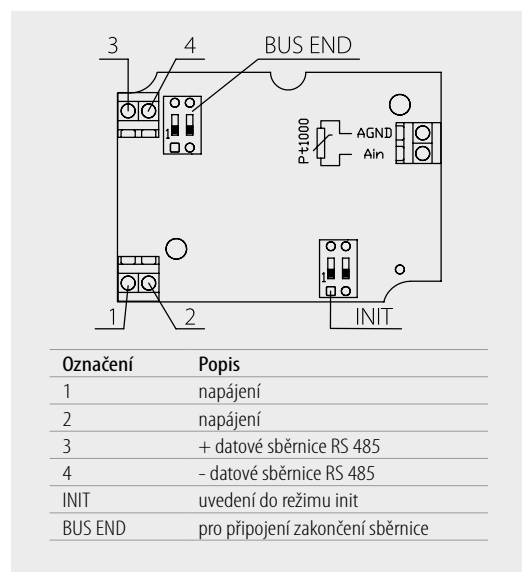 3 4 BUS END
1
Pt1000
AGND
Ain
1
1 2 INIT
Označení Popis
1 napájení
2 napájení
3 + datové sběrnice RS 485
4 - datové sběrnice RS 485
INIT uvedení do režimu init
BUS END pro připojení zakončení sběrnice